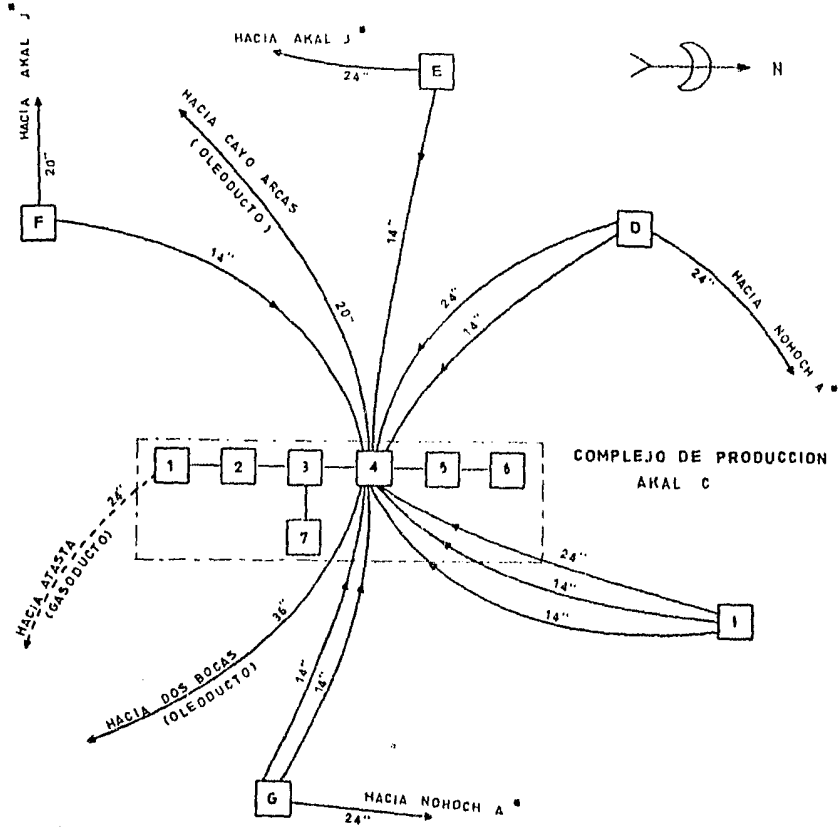 HACIA AKAL J *
20"
F
HACIA AKAL J *
24"
E
N
HACIA CAYO ARCAS
(OLEODUCTO)
20"
14"
14"
D
24"
14"
24"
HACIA NOHOCH A *
1
2
3
4
5
6
7
COMPLEJO DE PRODUCCION
AKAL C
HACIA ATASTA
(GASODUCTO)
36"
HACIA DOS BOCAS
(OLEODUCTO)
24"
14"
14"
I
14"
14"
G
HACIA NOHOCH A *
24"